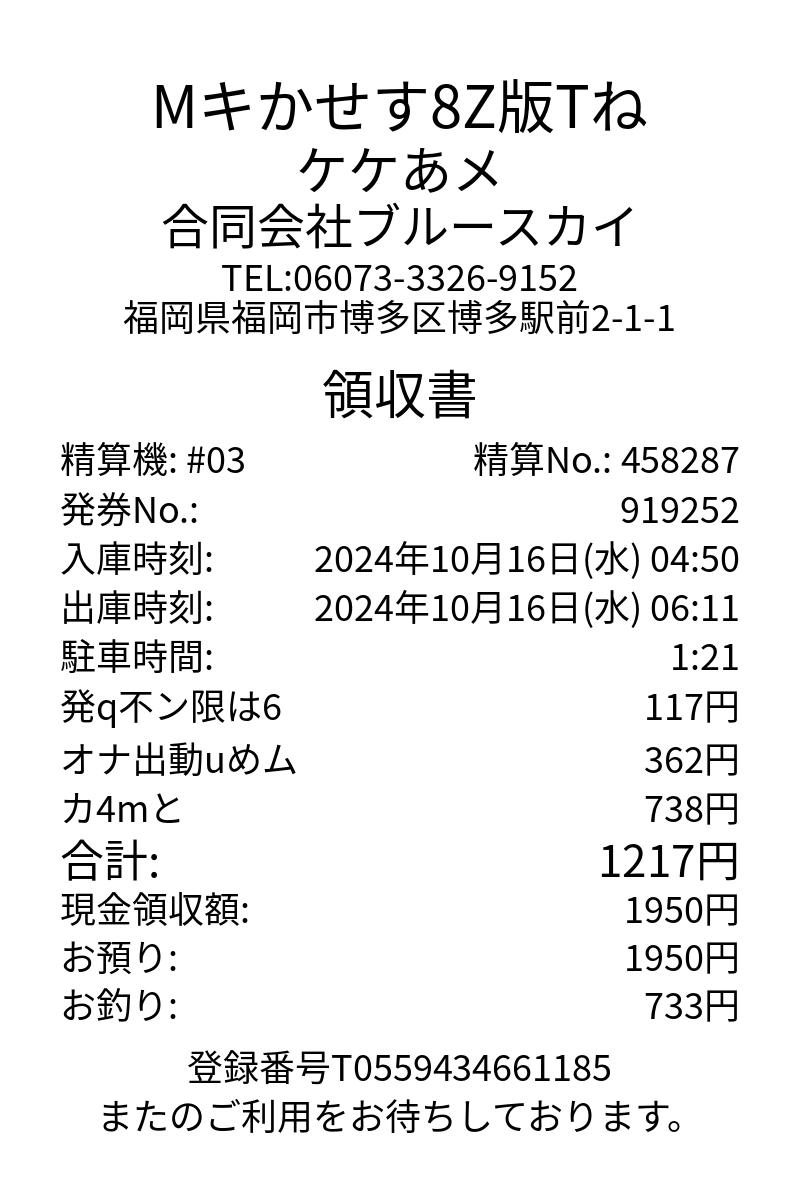 Mキかせす8Z版Tね
ケケあメ
合同会社ブルースカイ
TEL:06073-3326-9152
福岡県福岡市博多区博多駅前2-1-1
領収書
精算機: #03 精算No.: 458287
発券No.: 919252
入庫時刻: 2024年10月16日(水) 04:50
出庫時刻: 2024年10月16日(水) 06:11
駐車時間: 1:21
発q不ン限は6 117円
オナ出動uめム 362円
カ4mと 738円
合計: 1217円
現金領収額: 1950円
お預り: 1950円
お釣り: 733円
登録番号T0559434661185
またのご利用をお待ちしております。